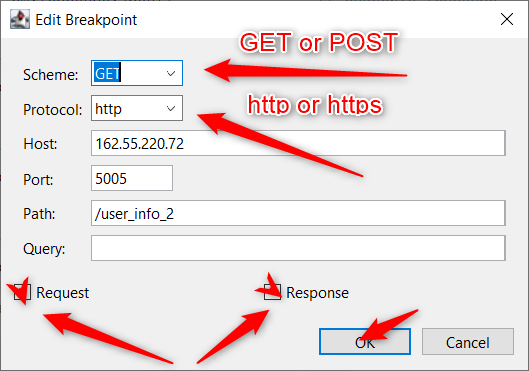 Edit Breakpoint
GET or POST
Scheme: GET
http or https
Protocol: http
Host: 162.55.220.72
Port: 5005
Path: /user_info_2
Query:
Request Response
OK Cancel